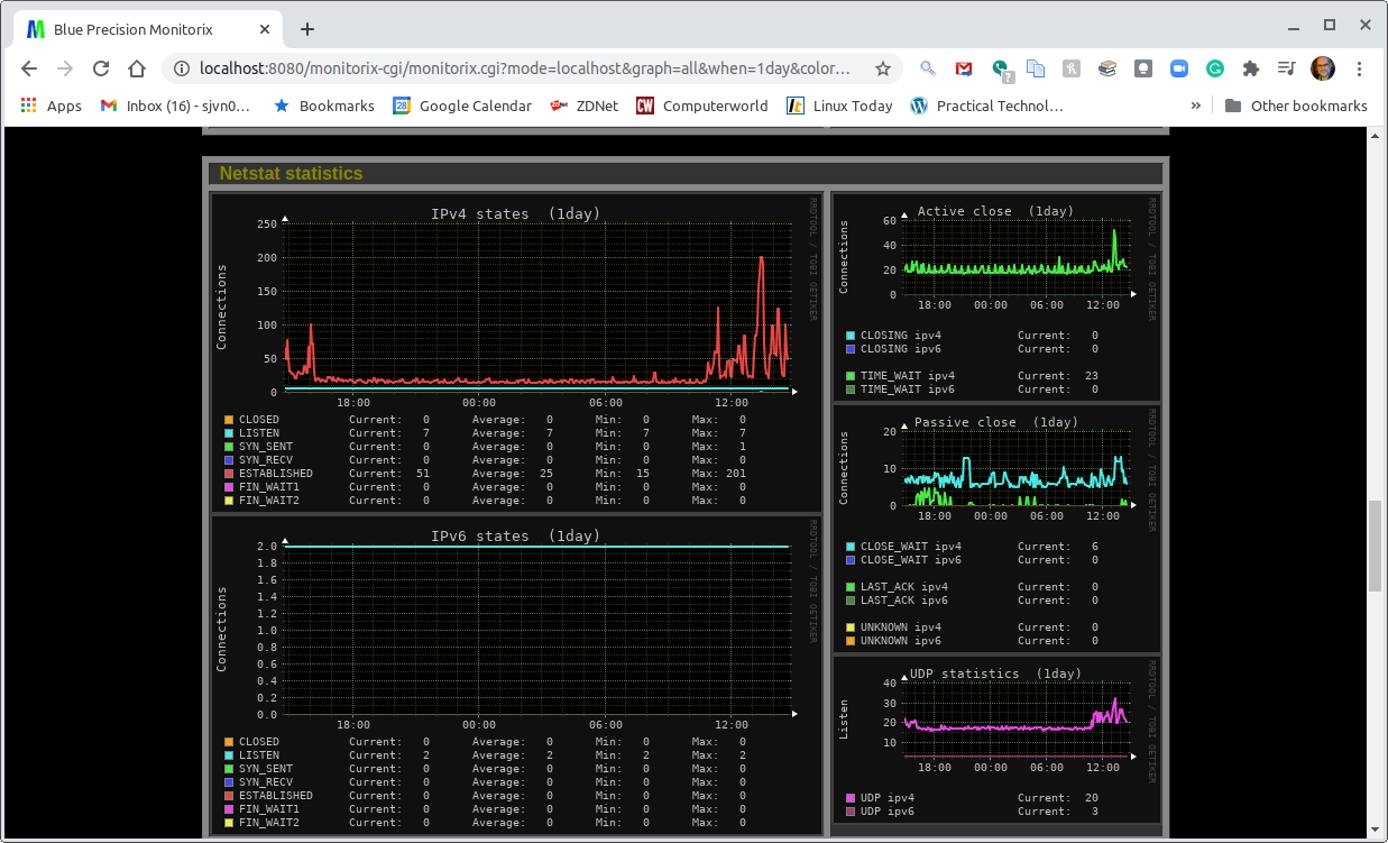 Blue Precision Monitorix
localhost:8080/monitorix-cgi/monitorix.cgi?mode=localhost&graph=all&when=1day&color…
Apps Inbox (16) - sjvn0… Bookmarks 28 Google Calendar ZDNet CW Computerworld Linux Today Practical Technol… » Other bookmarks
Netstat statistics
IPv4 states (1day)
Connections
250
200
150
100
50
0
18:00 00:00 06:00 12:00
CLOSED Current: 0 Average: 0 Min: 0 Max: 0
LISTEN Current: 7 Average: 7 Min: 7 Max: 7
SYN_SENT Current: 0 Average: 0 Min: 0 Max: 1
SYN_RECV Current: 0 Average: 0 Min: 0 Max: 0
ESTABLISHED Current: 51 Average: 25 Min: 15 Max: 201
FIN_WAIT1 Current: 0 Average: 0 Min: 0 Max: 0
FIN_WAIT2 Current: 0 Average: 0 Min: 0 Max: 0
RRDTOOL / TOBI OETIKER
IPv6 states (1day)
Connections
2.0
1.8
1.6
1.4
1.2
1.0
0.8
0.6
0.4
0.2
0.0
18:00 00:00 06:00 12:00
CLOSED Current: 0 Average: 0 Min: 0 Max: 0
LISTEN Current: 2 Average: 2 Min: 2 Max: 2
SYN_SENT Current: 0 Average: 0 Min: 0 Max: 0
SYN_RECV Current: 0 Average: 0 Min: 0 Max: 0
ESTABLISHED Current: 0 Average: 0 Min: 0 Max: 0
FIN_WAIT1 Current: 0 Average: 0 Min: 0 Max: 0
FIN_WAIT2 Current: 0 Average: 0 Min: 0 Max: 0
RRDTOOL / TOBI OETIKER
Active close (1day)
Connections
60
40
20
0
18:00 00:00 06:00 12:00
CLOSING ipv4 Current: 0
CLOSING ipv6 Current: 0
TIME_WAIT ipv4 Current: 23
TIME_WAIT ipv6 Current: 0
RRDTOOL / TOBI OETIKER
Passive close (1day)
Connections
20
10
0
18:00 00:00 06:00 12:00
CLOSE_WAIT ipv4 Current: 6
CLOSE_WAIT ipv6 Current: 0
LAST_ACK ipv4 Current: 0
LAST_ACK ipv6 Current: 0
UNKNOWN ipv4 Current: 0
UNKNOWN ipv6 Current: 0
RRDTOOL / TOBI OETIKER
UDP statistics (1day)
Listen
40
30
20
10
18:00 00:00 06:00 12:00
UDP ipv4 Current: 20
UDP ipv6 Current: 3
RRDTOOL / TOBI OETIKER